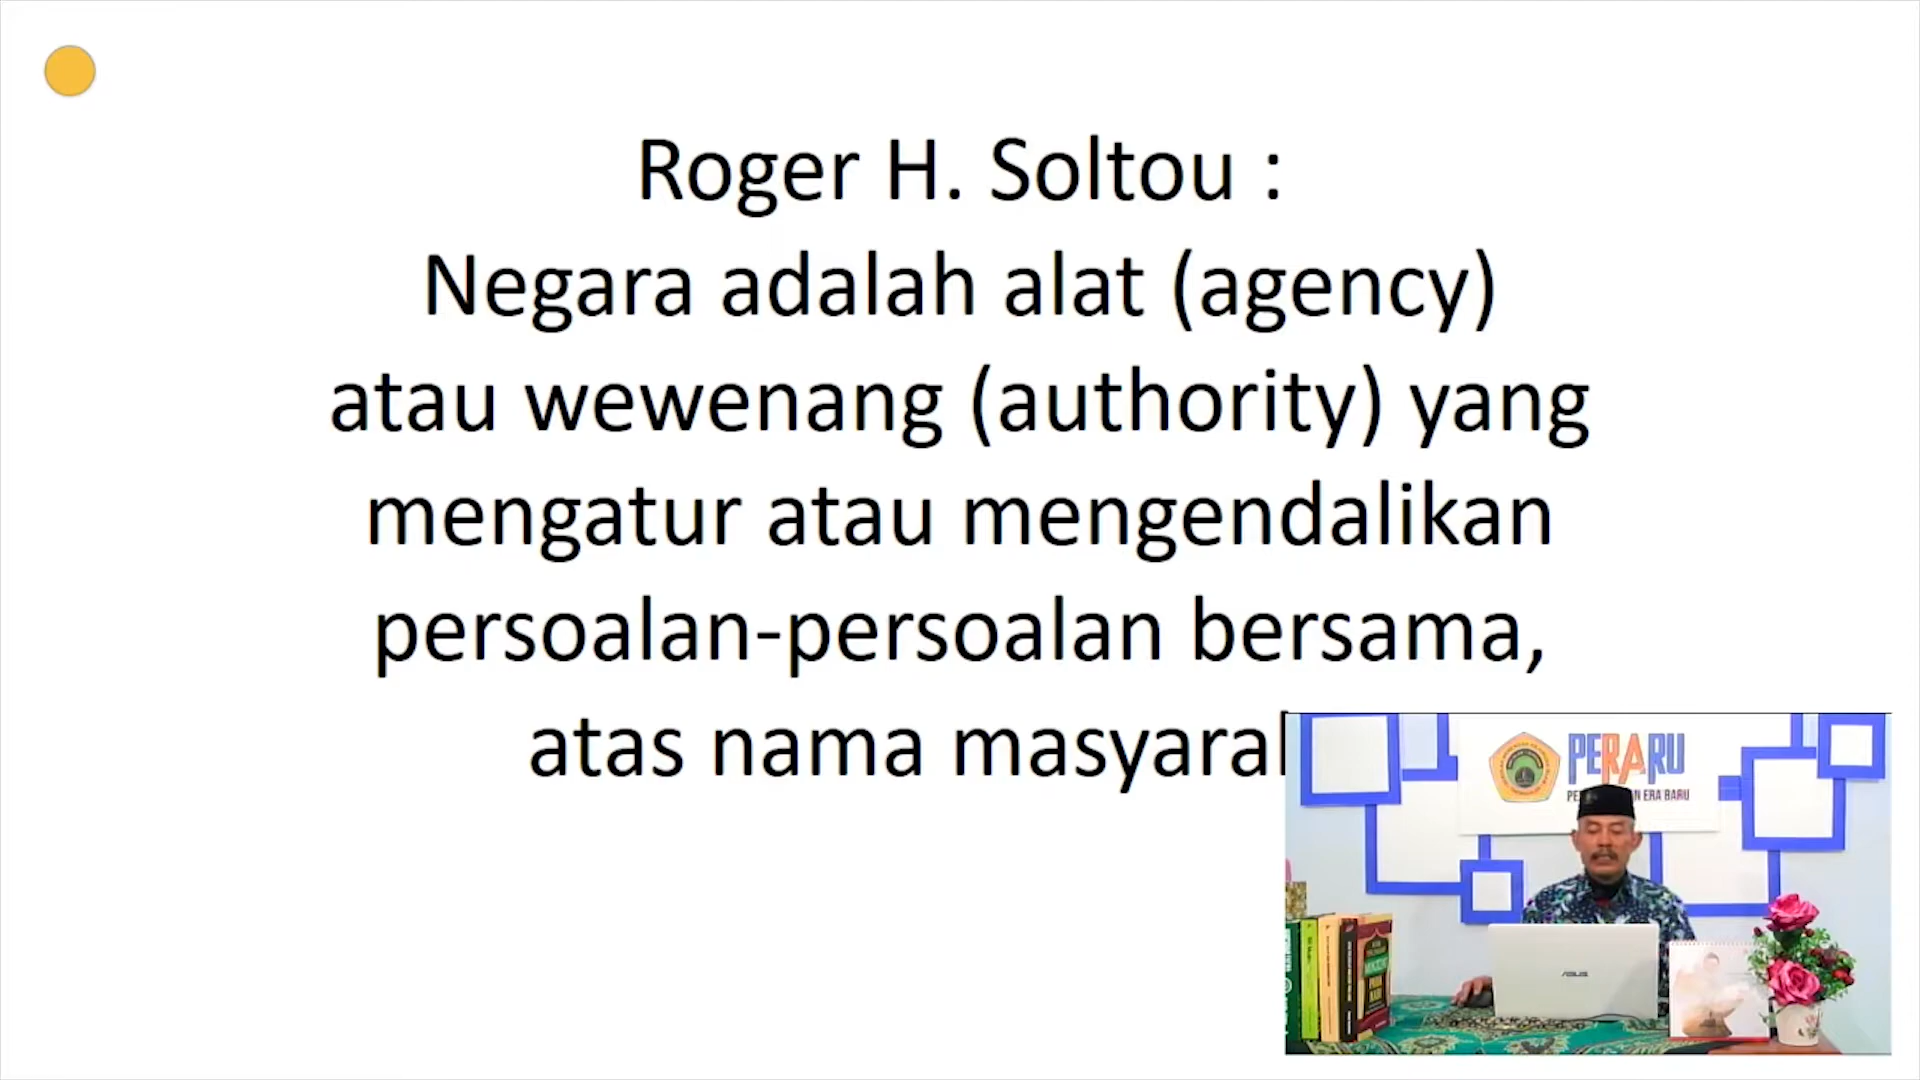 Roger H. Soltou :
Negara adalah alat (agency)
atau wewenang (authority) yang
mengatur atau mengendalikan
persoalan-persoalan bersama,
atas nama
PERARU
ERA BARU
ASUS